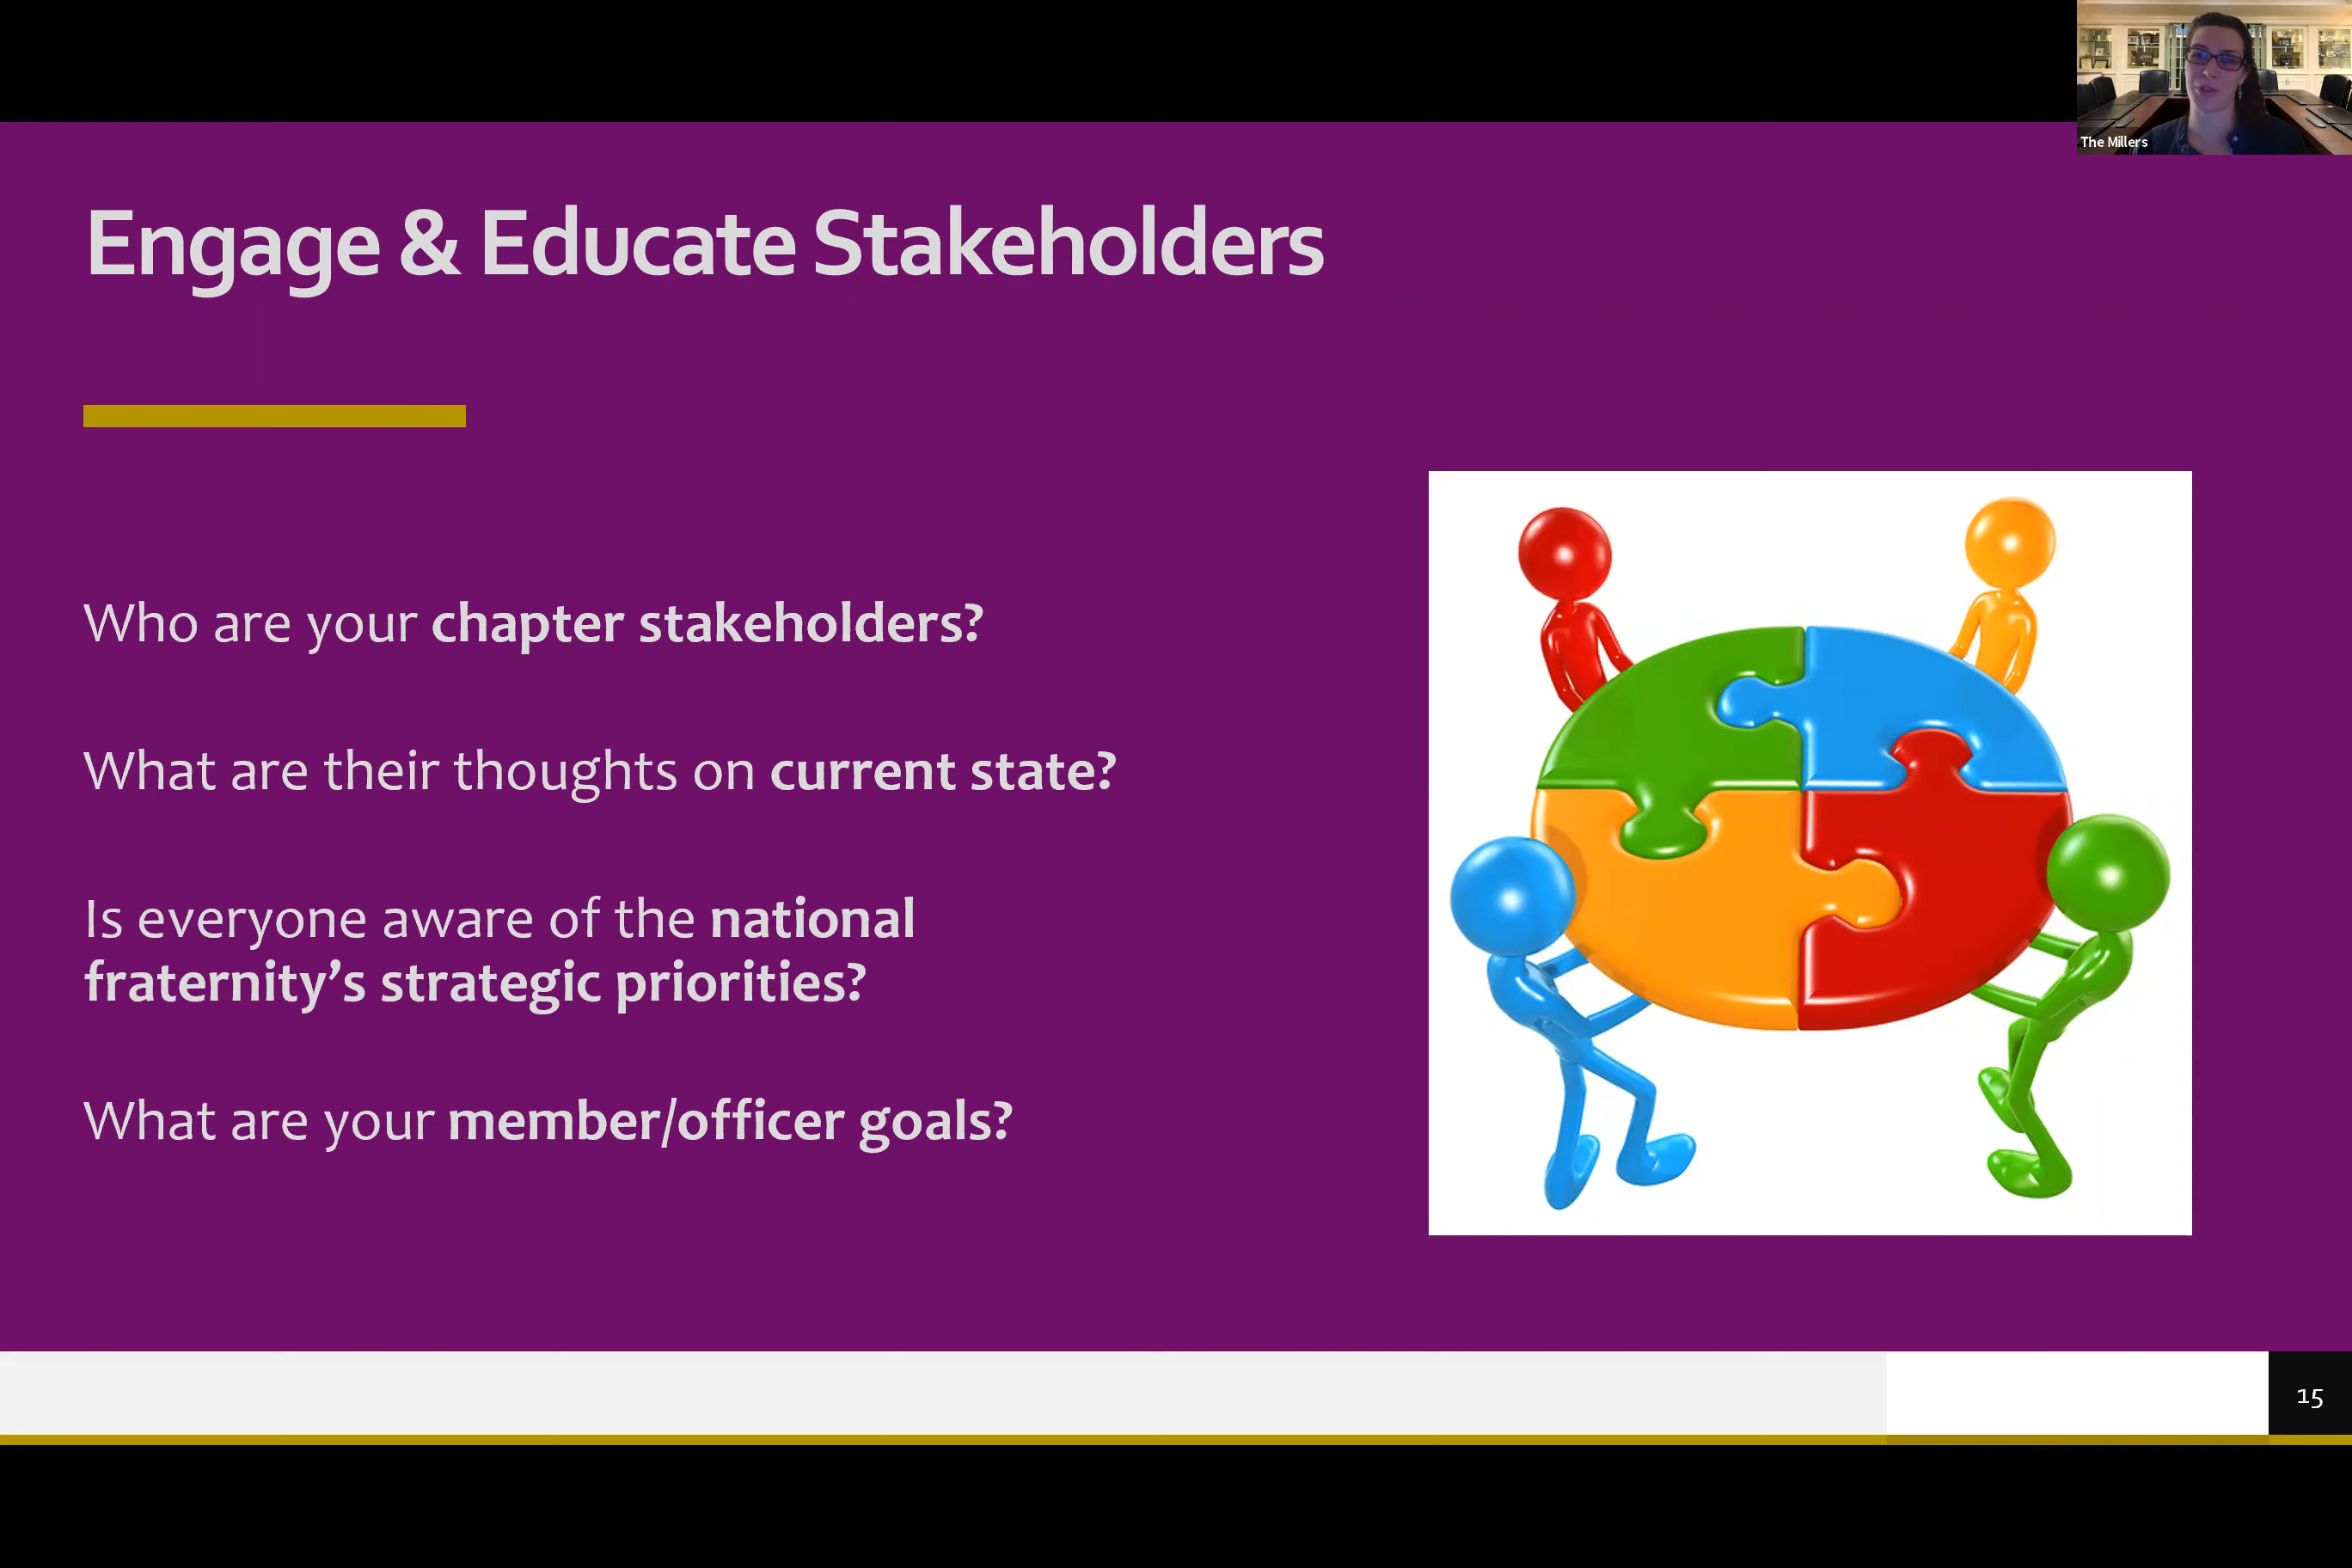 The Millers
Engage & Educate Stakeholders
Who are your chapter stakeholders?
What are their thoughts on current state?
Is everyone aware of the national
fraternity’s strategic priorities?
What are your member/officer goals?
15